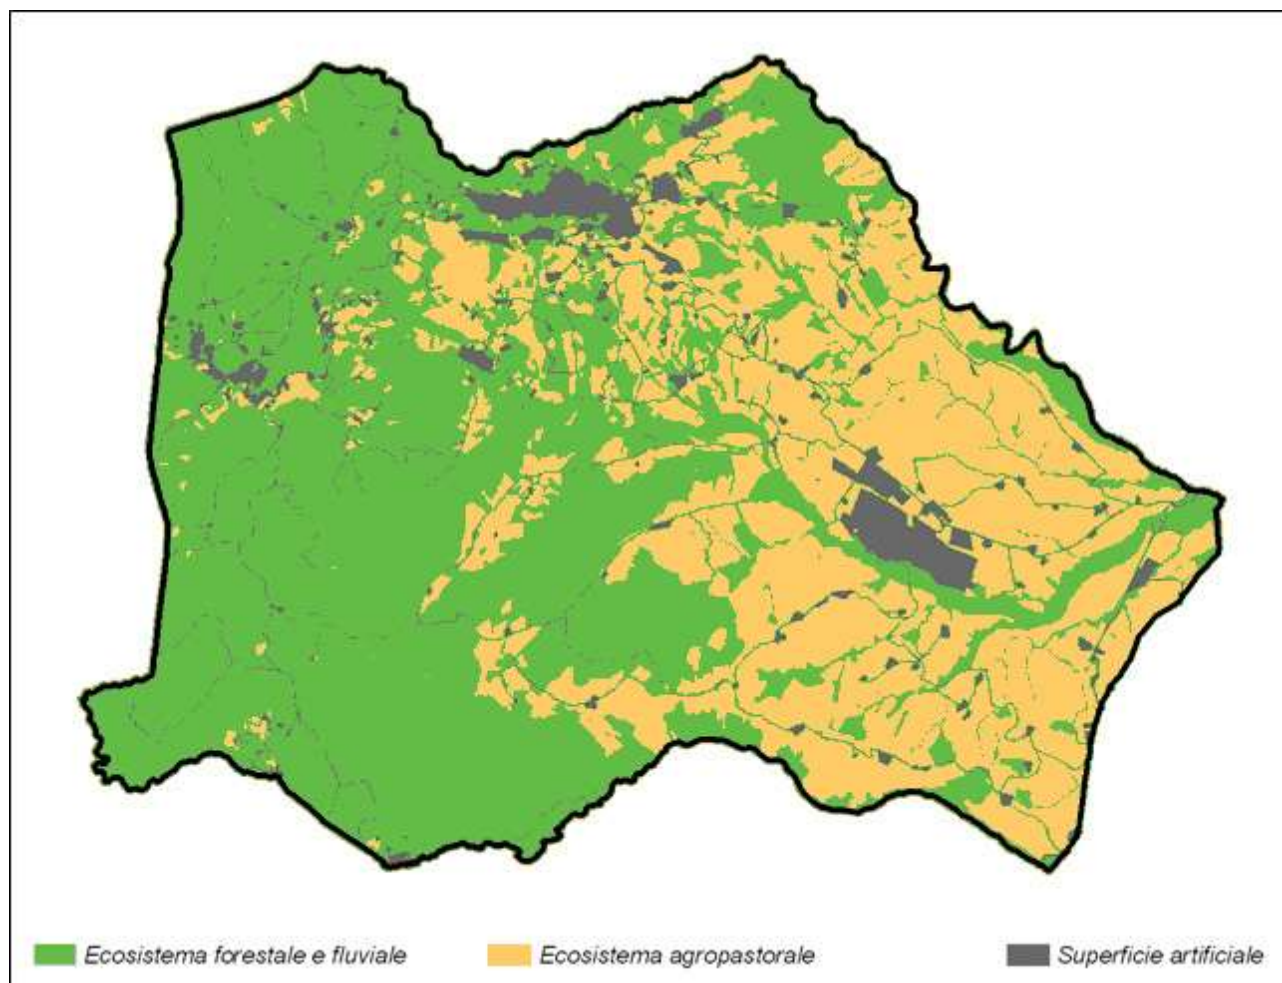 Ecosistema forestale e fluviale
Ecosistema agropastorale
Superficie artificiale